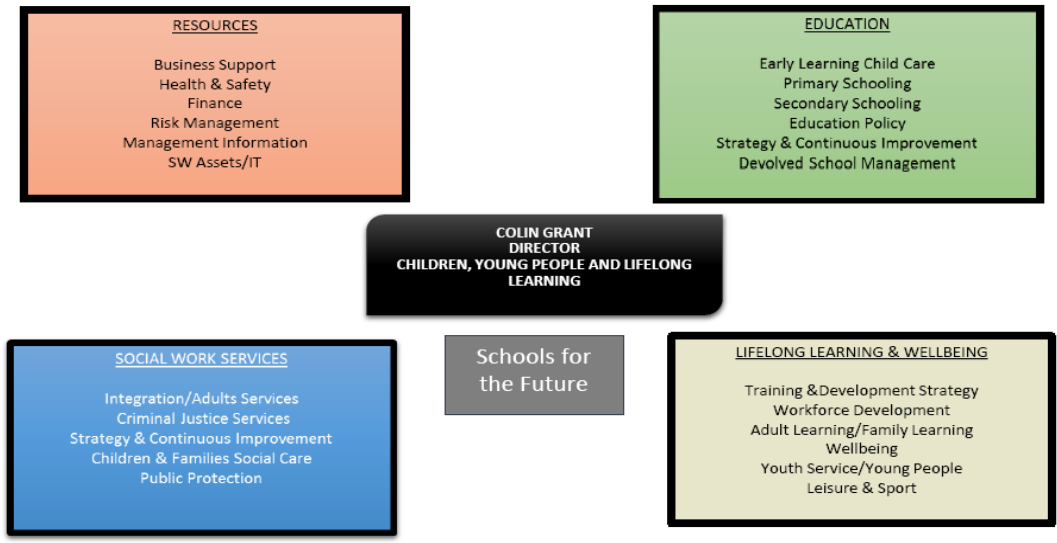 RESOURCES
Business Support
Health & Safety
Finance
Risk Management
Management Information
SW Assets/IT
EDUCATION
Early Learning Child Care
Primary Schooling
Secondary Schooling
Education Policy
Strategy & Continuous Improvement
Devolved School Management
COLIN GRANT
DIRECTOR
CHILDREN, YOUNG PEOPLE AND LIFELONG
LEARNING
SOCIAL WORK SERVICES
Integration/Adults Services
Criminal Justice Services
Strategy & Continuous Improvement
Children & Families Social Care
Public Protection
Schools for
the Future
LIFELONG LEARNING & WELLBEING
Training &Development Strategy
Workforce Development
Adult Learning/Family Learning
Wellbeing
Youth Service/Young People
Leisure & Sport